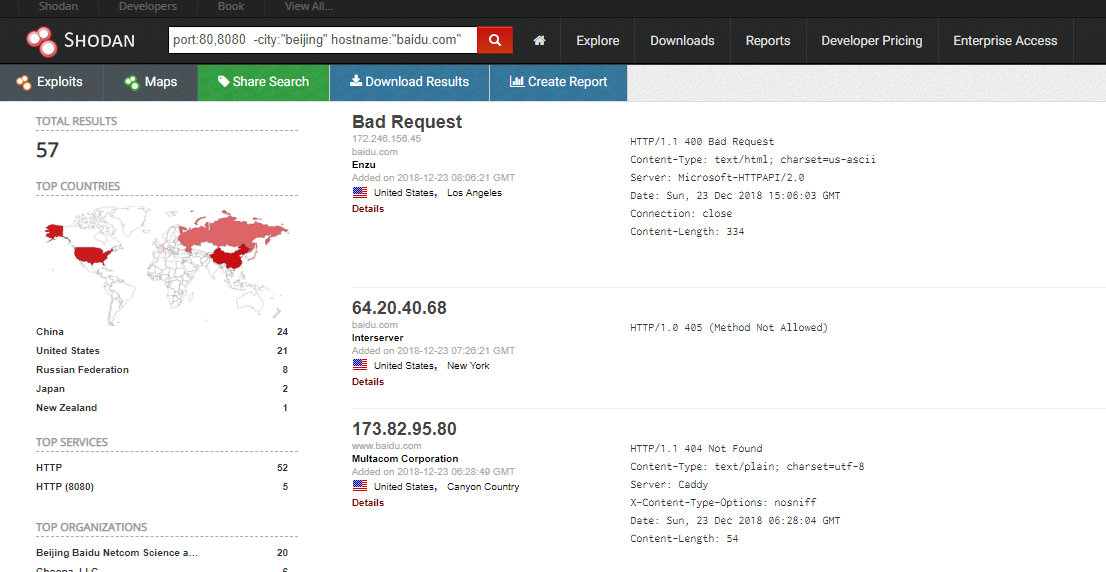 Shodan Developers Book View All...
SHODAN port:80,8080 -city:"beijing" hostname:"baidu.com" Explore Downloads Reports Developer Pricing Enterprise Access
Exploits Maps Share Search Download Results Create Report
TOTAL RESULTS
57
TOP COUNTRIES
China 24
United States 21
Russian Federation 8
Japan 2
New Zealand 1
TOP SERVICES
HTTP 52
HTTP (8080) 5
TOP ORGANIZATIONS
Beijing Baidu Netcom Science a... 20
Bad Request
172.246.156.45
baidu.com
Enzu
Added on 2018-12-23 08:06:21 GMT
United States, Los Angeles
Details
HTTP/1.1 400 Bad Request
Content-Type: text/html; charset=us-ascii
Server: Microsoft-HTTPAPI/2.0
Date: Sun, 23 Dec 2018 15:06:03 GMT
Connection: close
Content-Length: 334
64.20.40.68
baidu.com
Interserver
Added on 2018-12-23 07:26:21 GMT
United States, New York
Details
HTTP/1.0 405 (Method Not Allowed)
173.82.95.80
www.baidu.com
Multacom Corporation
Added on 2018-12-23 06:28:49 GMT
United States, Canyon Country
Details
HTTP/1.1 404 Not Found
Content-Type: text/plain; charset=utf-8
Server: Caddy
X-Content-Type-Options: nosniff
Date: Sun, 23 Dec 2018 06:28:04 GMT
Content-Length: 54